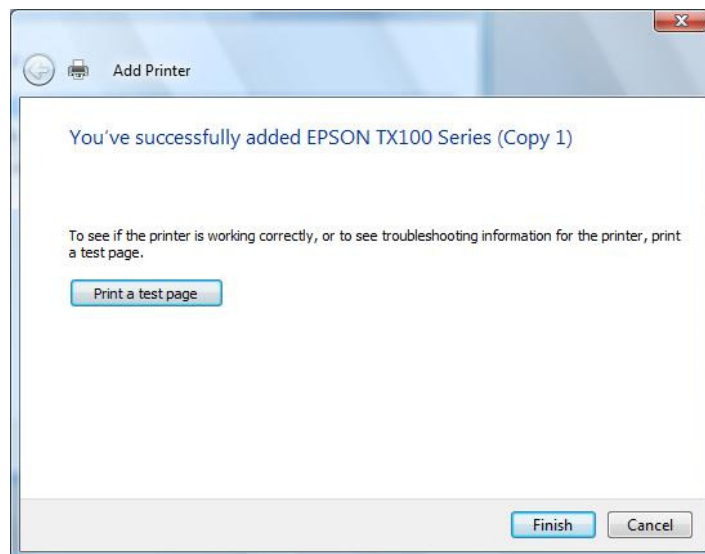 Add Printer
You've successfully added EPSON TX100 Series (Copy 1)
To see if the printer is working correctly, or to see troubleshooting information for the printer, print
a test page.
Print a test page
Finish Cancel